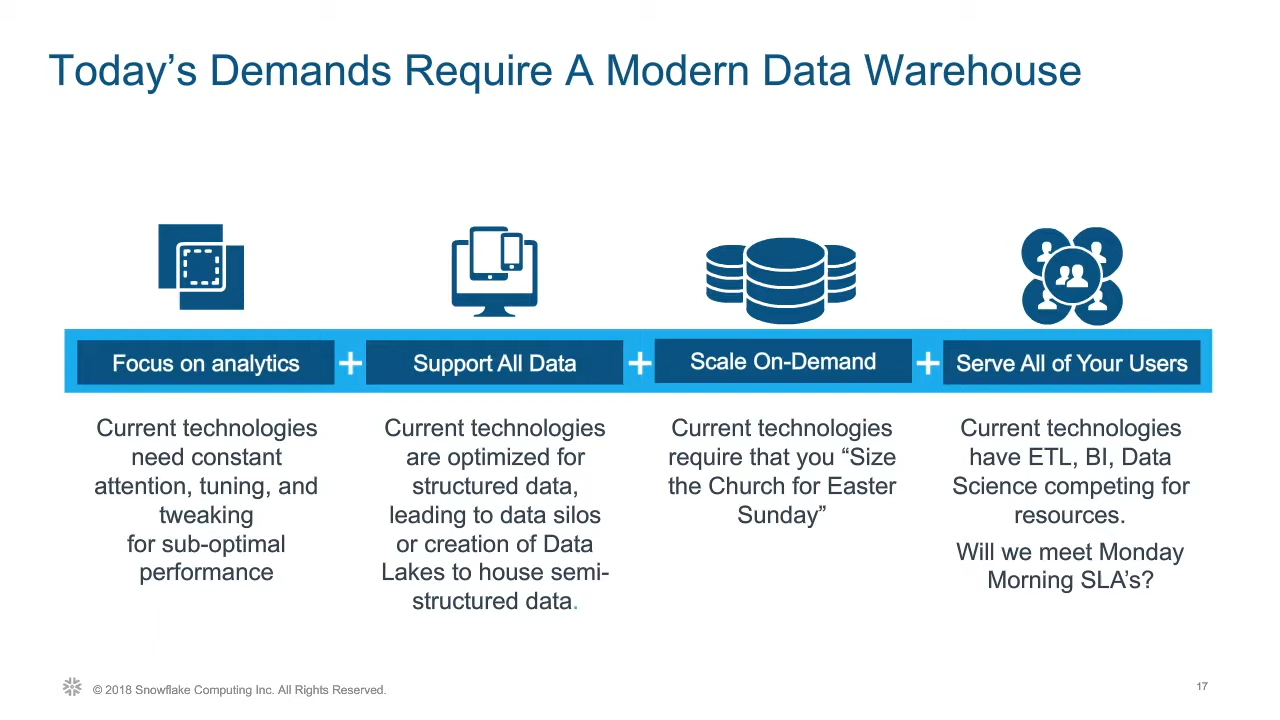 Today’s Demands Require A Modern Data Warehouse
Focus on analytics
+
Support All Data
+
Scale On-Demand
+
Serve All of Your Users
Current technologies
need constant
attention, tuning, and
tweaking
for sub-optimal
performance
Current technologies
are optimized for
structured data,
leading to data silos
or creation of Data
Lakes to house semi-
structured data.
Current technologies
require that you “Size
the Church for Easter
Sunday”
Current technologies
have ETL, BI, Data
Science competing for
resources.
Will we meet Monday
Morning SLA’s?
© 2018 Snowflake Computing Inc. All Rights Reserved.
17